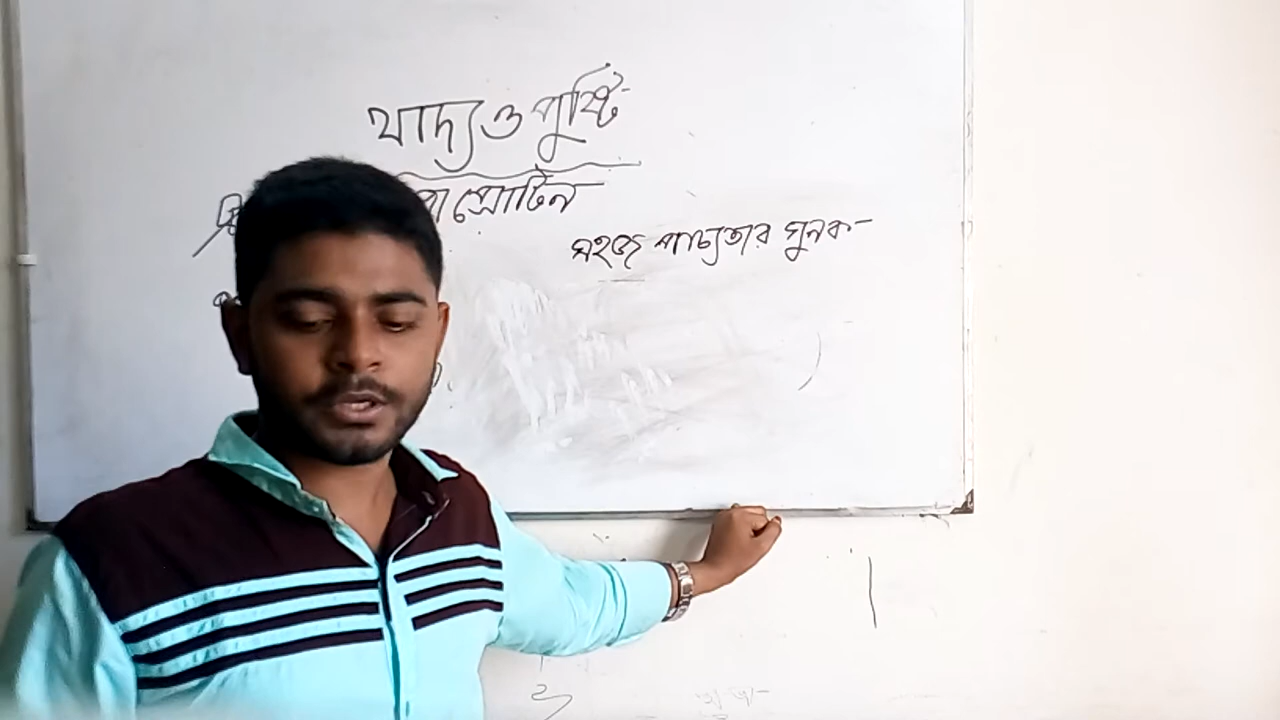 খাদ্য ও পুষ্টি
বা প্রোটিন
সহজ পাচ্যতার গুনক